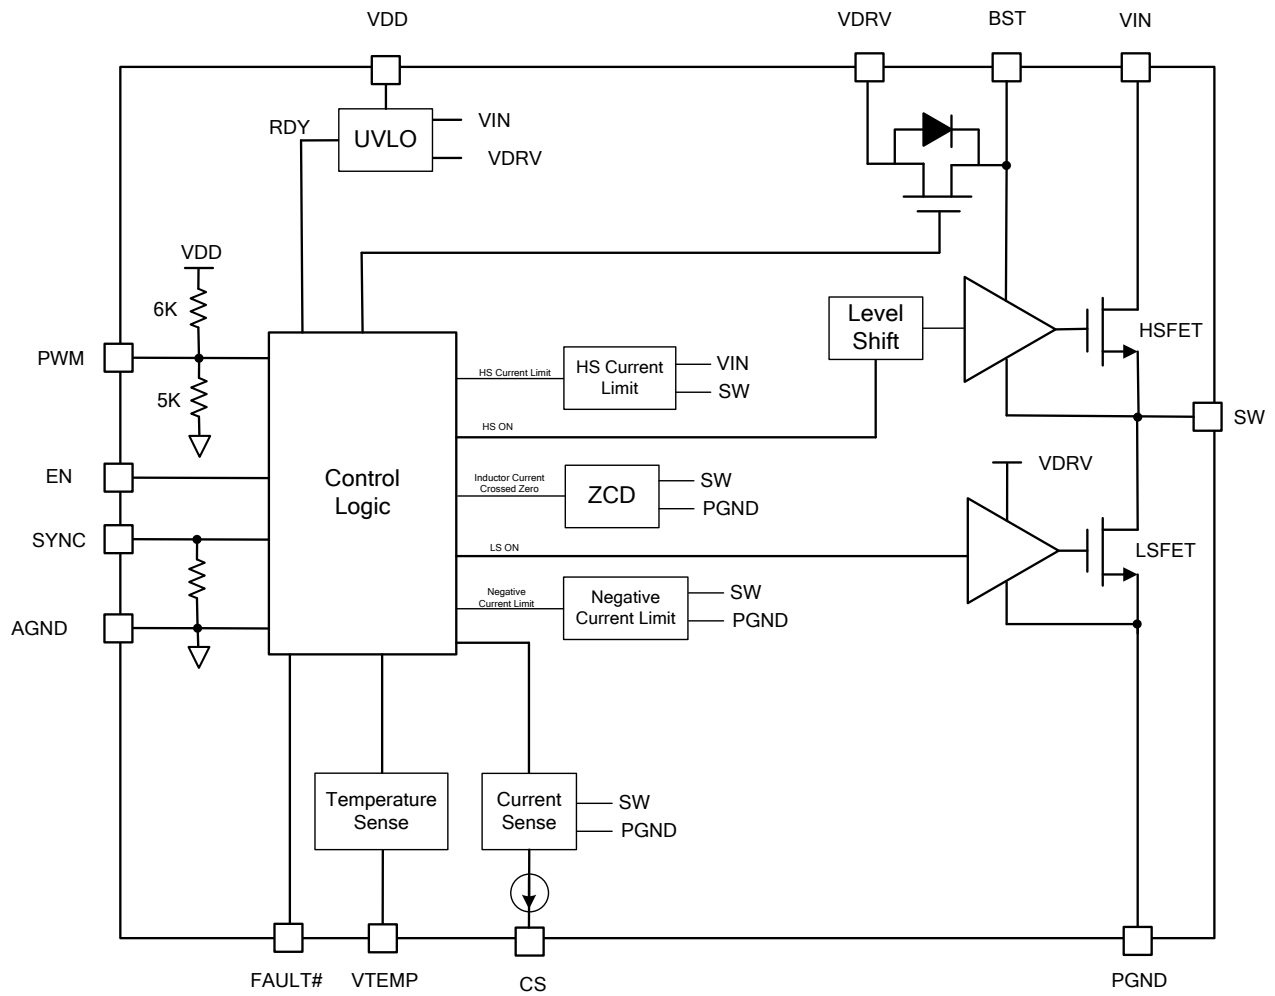 VDD
VDRV
BST
VIN
RDY
UVLO
VIN
VDRV
VDD
6K
PWM
5K
Level
Shift
HSFET
HS Current Limit
HS Current
Limit
VIN
SW
SW
HS ON
EN
Control
Logic
Inductor Current
Crossed Zero
ZCD
SW
PGND
VDRV
SYNC
LS ON
LSFET
Negative
Current Limit
Negative
Current Limit
SW
PGND
AGND
Temperature
Sense
Current
Sense
SW
PGND
FAULT#
VTEMP
CS
PGND